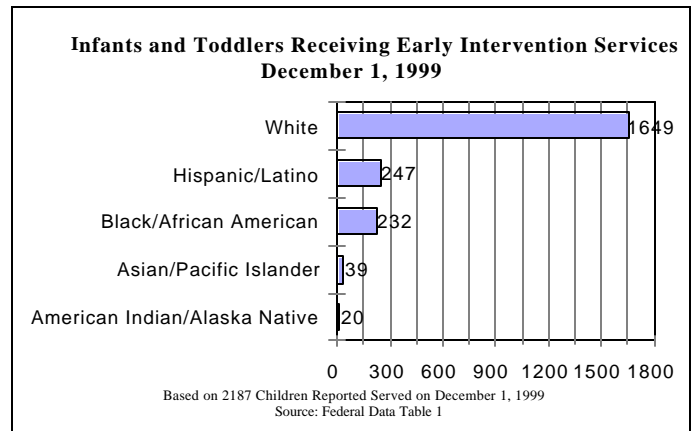 Infants and Toddlers Receiving Early Intervention Services
December 1, 1999
White 1649
Hispanic/Latino 247
Black/African American 232
Asian/Pacific Islander 39
American Indian/Alaska Native 20
0 300 600 900 1200 1500 1800
Based on 2187 Children Reported Served on December 1, 1999
Source: Federal Data Table 1